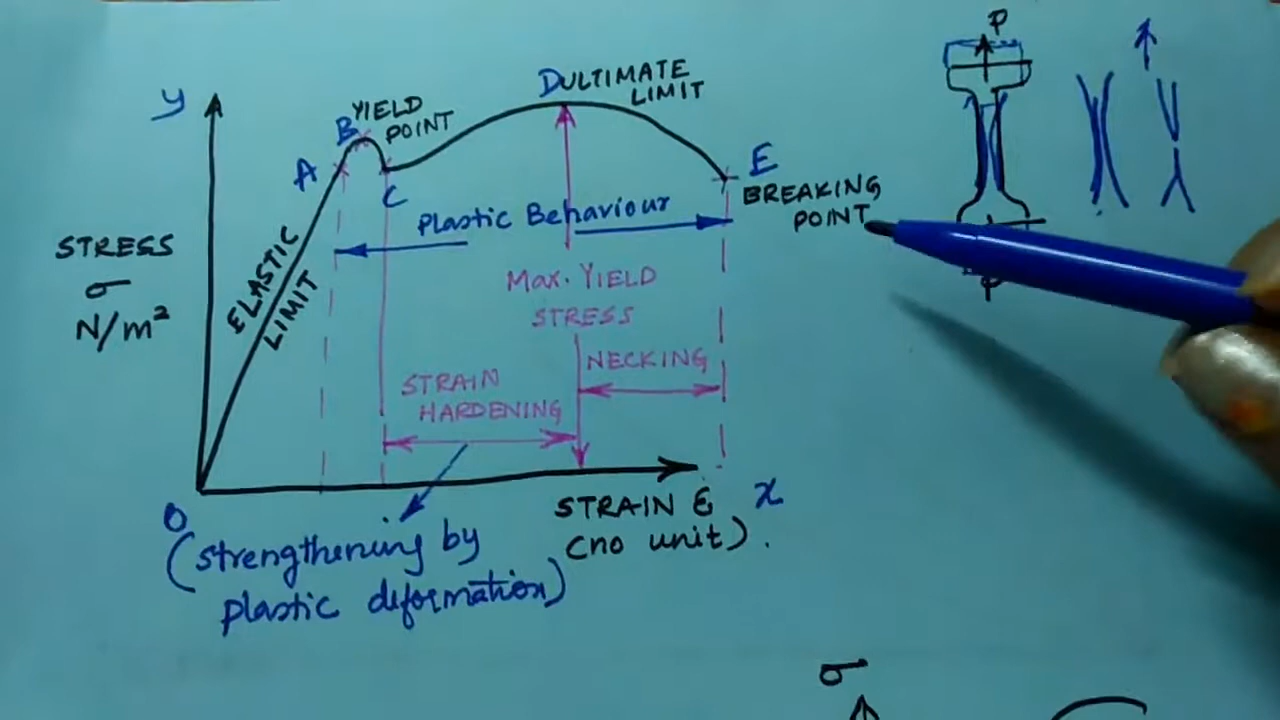 y
STRESS
σ
N/m²
ELASTIC
LIMIT
A
B
YIELD
POINT
C
D ULTIMATE
LIMIT
E
BREAKING
POINT
Plastic Behaviour
Max. YIELD
STRESS
NECKING
STRAIN
HARDENING
O
STRAIN ε
(no unit).
x
(strengthening by
plastic deformation)
P
P
σ